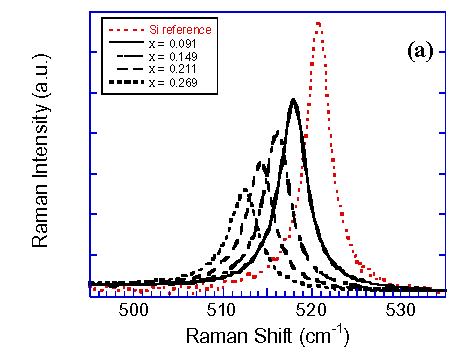 Si reference
x = 0.091
x = 0.149
x = 0.211
x = 0.269
(a)
Raman Intensity (a.u.)
500 510 520 530
Raman Shift (cm⁻¹)